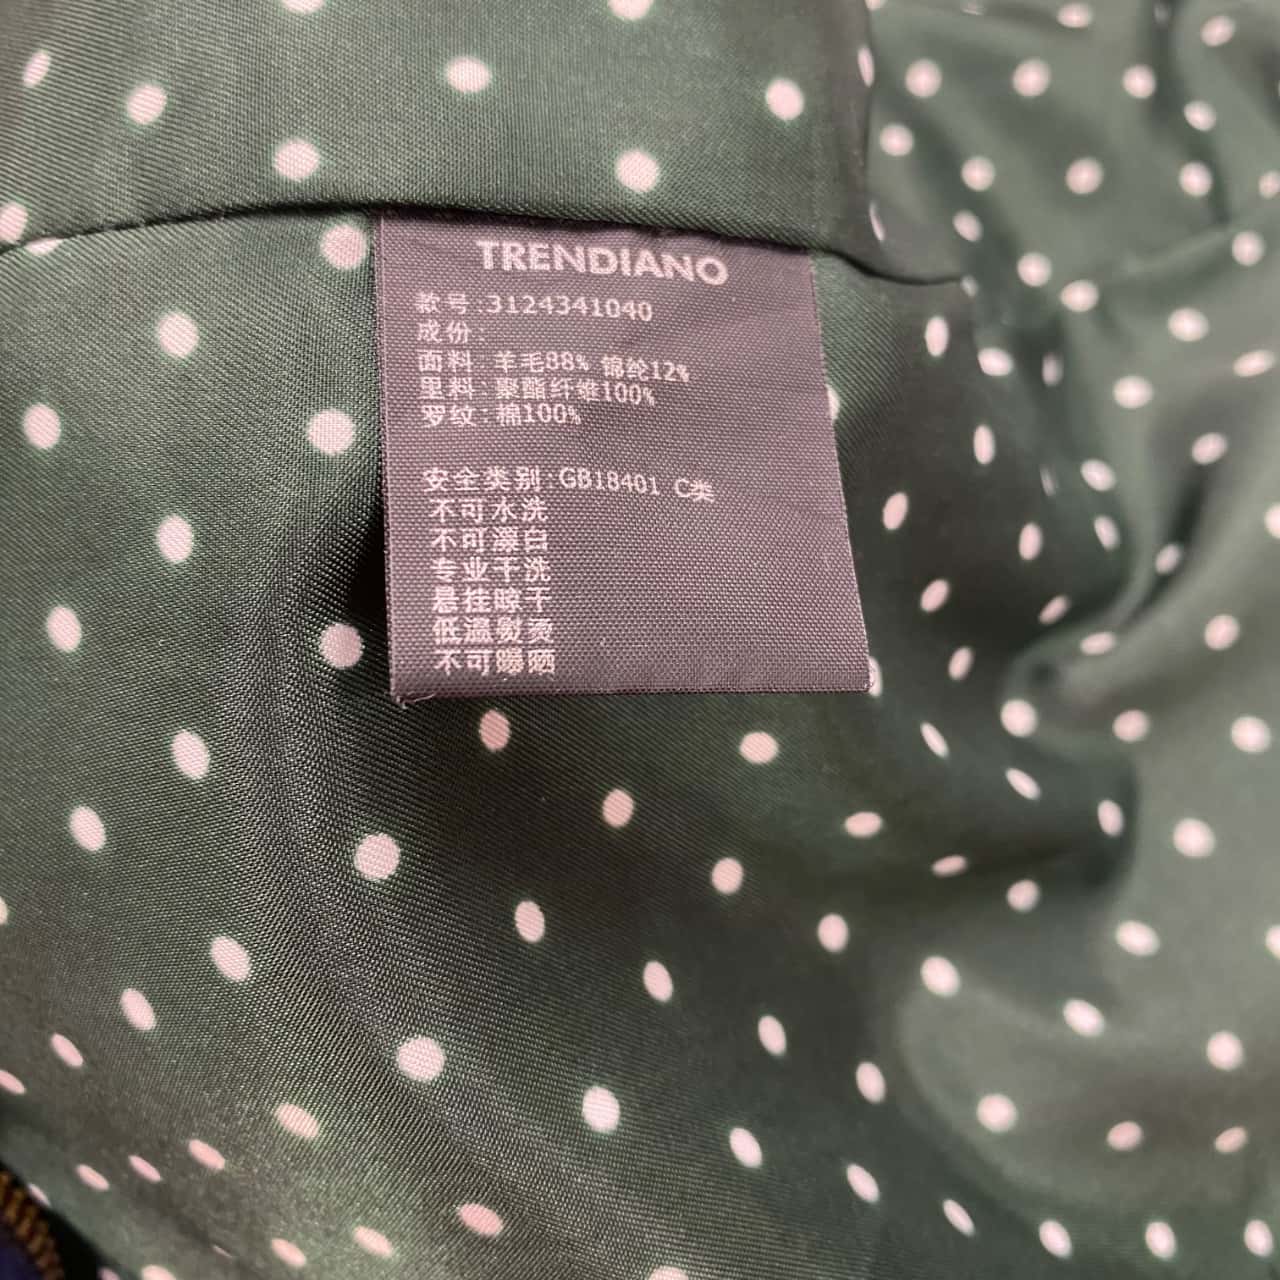 TRENDIANO
款号:3124341040
成份:
面料:羊毛88% 锦纶12%
里料:聚酯纤维100%
罗纹:棉100%
安全类别:GB18401 C类
不可水洗
不可漂白
专业干洗
悬挂晾干
低温熨烫
不可曝晒